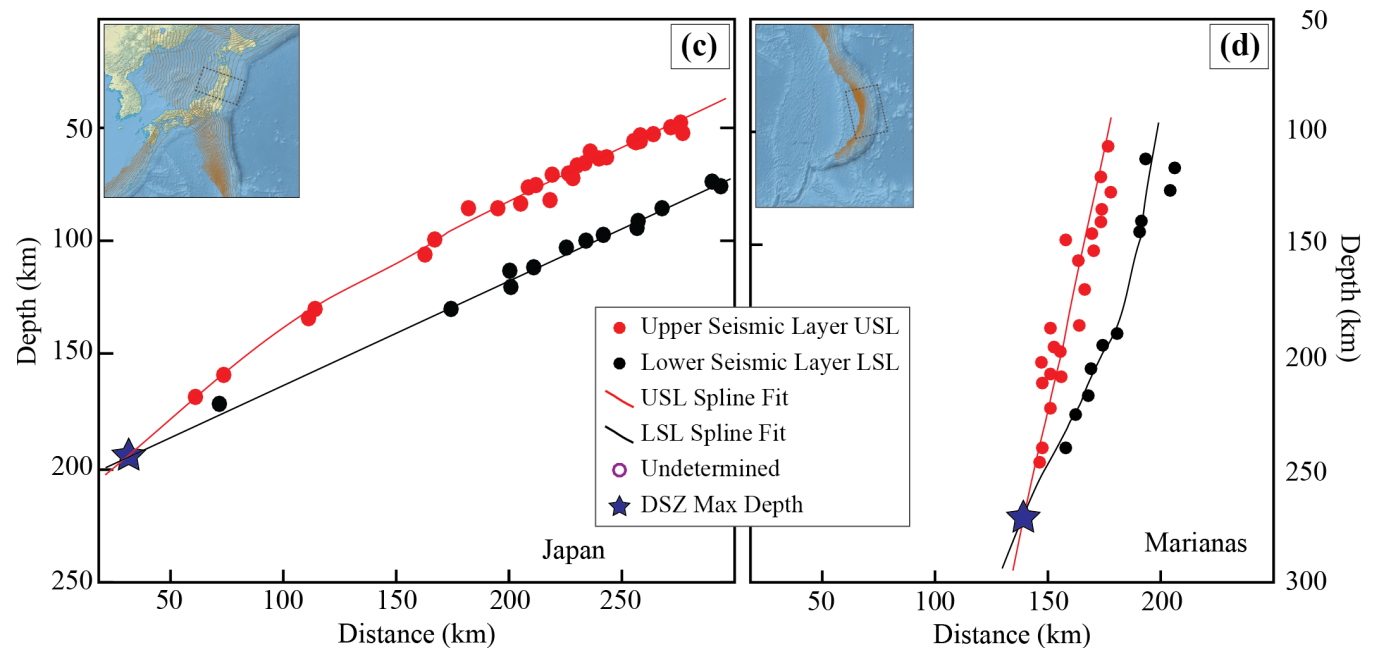 (c)
50
100
150
200
250
Depth (km)
50
100
150
200
250
Distance (km)
Japan
Upper Seismic Layer USL
Lower Seismic Layer LSL
USL Spline Fit
LSL Spline Fit
Undetermined
DSZ Max Depth
(d)
50
100
150
200
250
300
Depth (km)
50
100
150
200
Distance (km)
Marianas